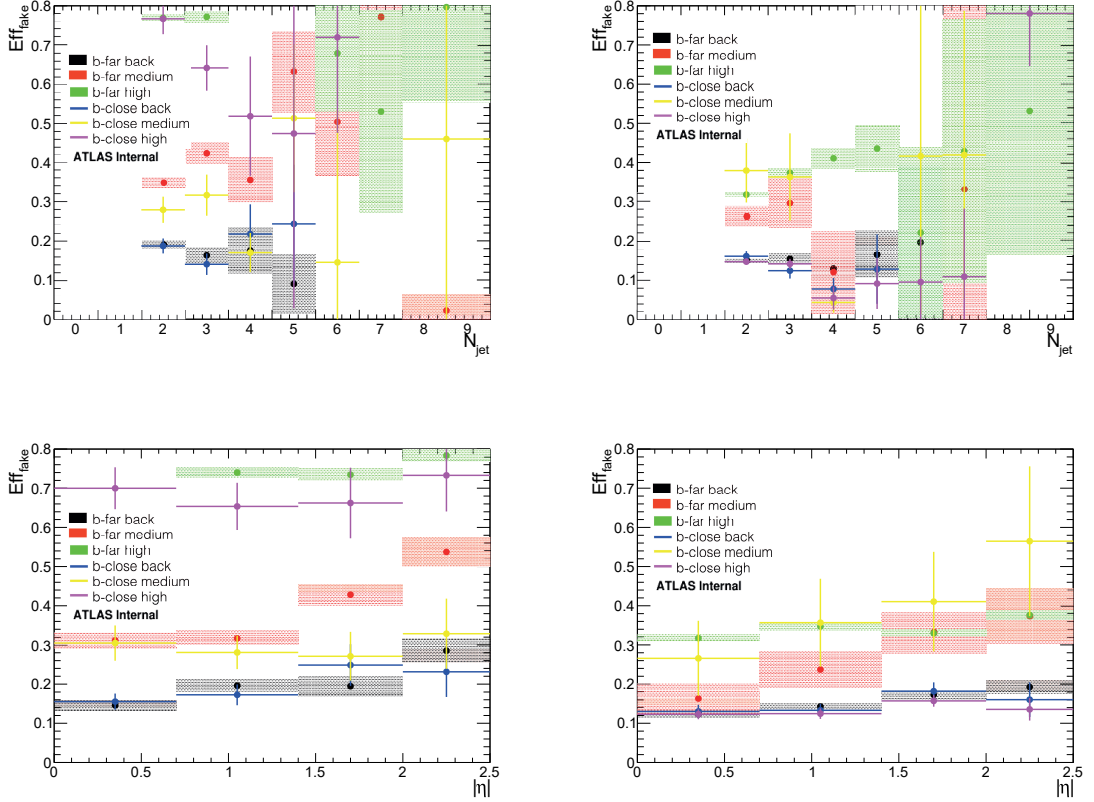 Eff_fake
0.8
0.7
0.6
0.5
0.4
0.3
0.2
0.1
0
b-far back
b-far medium
b-far high
b-close back
b-close medium
b-close high
ATLAS Internal
0 1 2 3 4 5 6 7 8 9
N_jet
Eff_fake
0.8
0.7
0.6
0.5
0.4
0.3
0.2
0.1
0
b-far back
b-far medium
b-far high
b-close back
b-close medium
b-close high
ATLAS Internal
0 1 2 3 4 5 6 7 8 9
N_jet
Eff_fake
0.8
0.7
0.6
0.5
0.4
0.3
0.2
0.1
0
b-far back
b-far medium
b-far high
b-close back
b-close medium
b-close high
ATLAS Internal
0 0.5 1 1.5 2 2.5
|η|
Eff_fake
0.8
0.7
0.6
0.5
0.4
0.3
0.2
0.1
0
b-far back
b-far medium
b-far high
b-close back
b-close medium
b-close high
ATLAS Internal
0 0.5 1 1.5 2 2.5
|η|